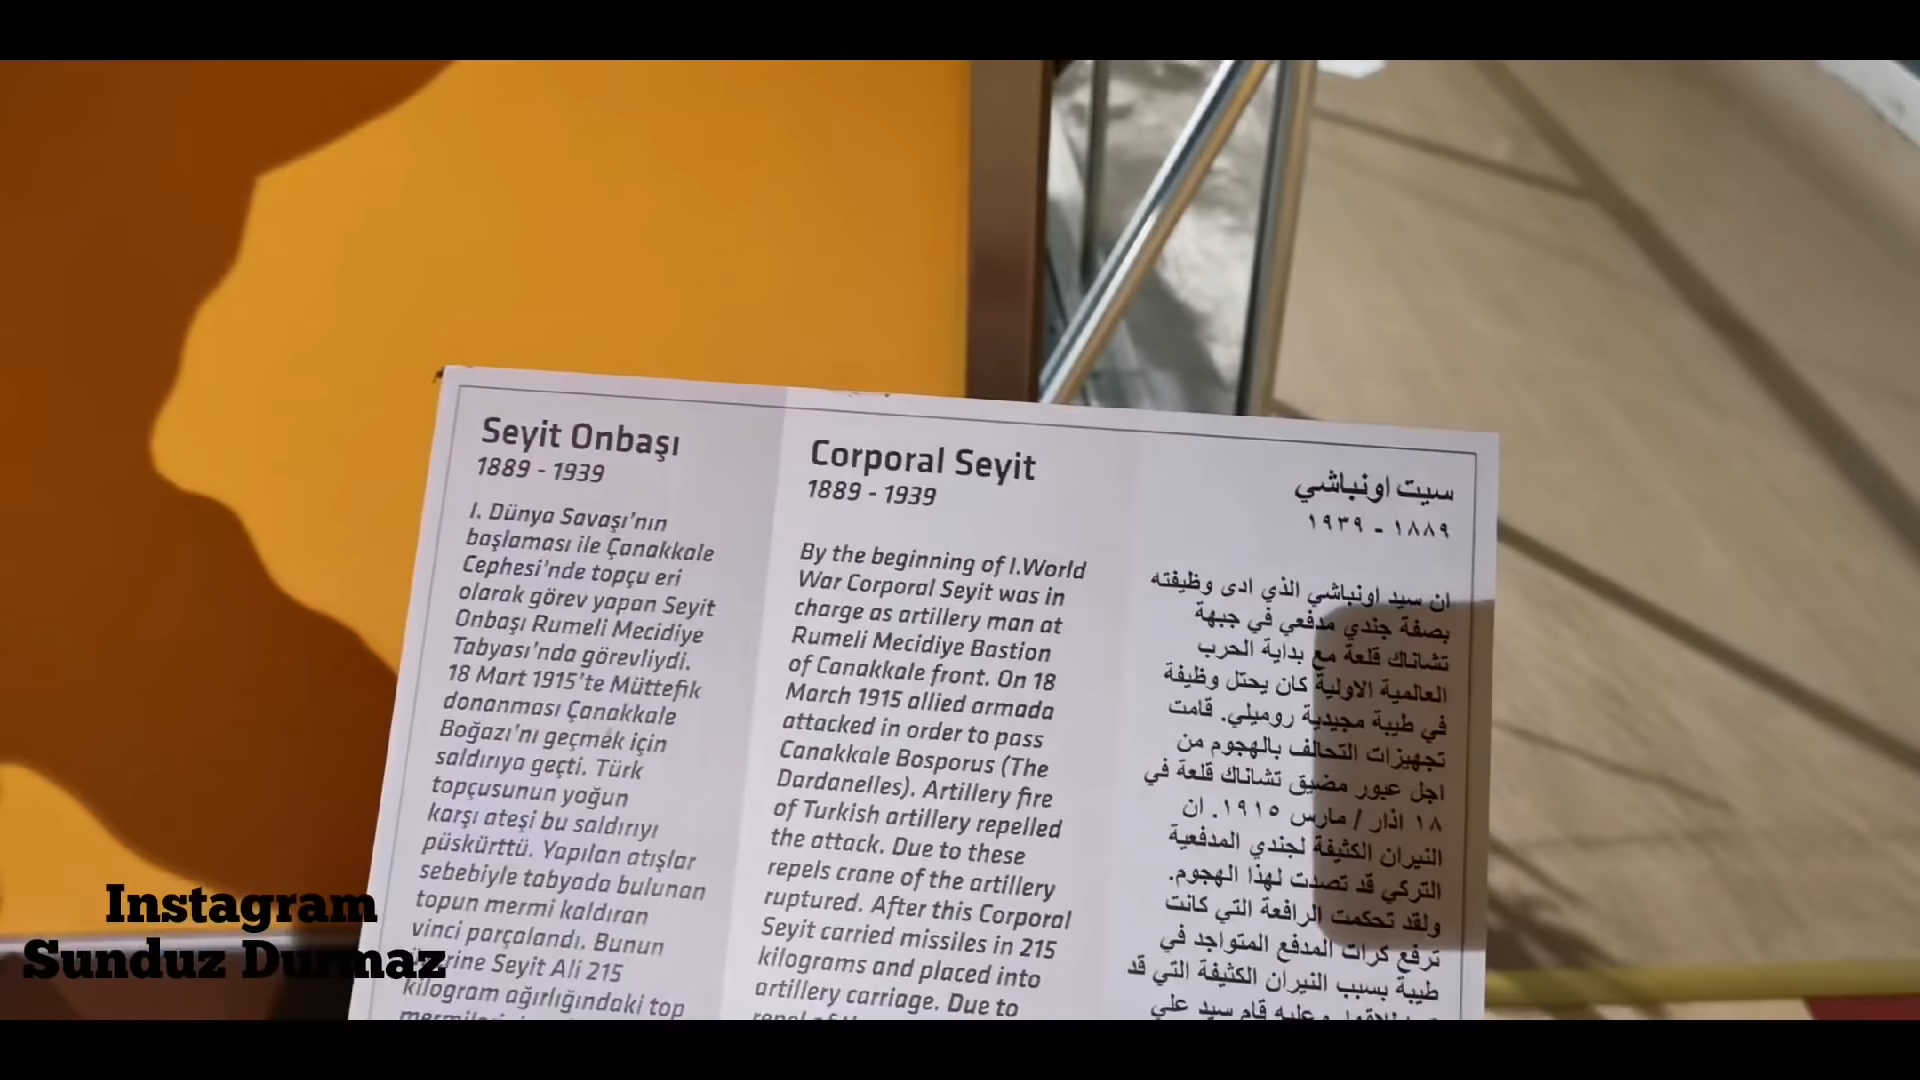 Seyit Onbaşı
1889 - 1939
I. Dünya Savaşı'nın
başlaması ile Çanakkale
Cephesi'nde topçu eri
olarak görev yapan Seyit
Onbaşı Rumeli Mecidiye
Tabyası'nda görevliydi.
18 Mart 1915'te Müttefik
donanması Çanakkale
Boğazı'nı geçmek için
saldırıya geçti. Türk
topçusunun yoğun
karşı ateşi bu saldırıyı
püskürttü. Yapılan atışlar
sebebiyle tabyada bulunan
topun mermi kaldıran
vinci parçalandı. Bunun
Seyit Ali 215
kilogram ağırlığındaki top
Corporal Seyit
1889 - 1939
By the beginning of I.World
War Corporal Seyit was in
charge as artillery man at
Rumeli Mecidiye Bastion
of Canakkale front. On 18
March 1915 allied armada
attacked in order to pass
Canakkale Bosporus (The
Dardanelles). Artillery fire
of Turkish artillery repelled
the attack. Due to these
repels crane of the artillery
ruptured. After this Corporal
Seyit carried missiles in 215
kilograms and placed into
artillery carriage. Due to
سيت اونباشي
١٨٨٩ - ١٩٣٩
ان سيد اونباشي الذي ادى وظيفته
بصفة جندي مدفعي في جبهة
تشاناك قلعة مع بداية الحرب
العالمية الاولية كان يحتل وظيفة
في طيبة مجيدية روميلي. قامت
تجهيزات التحالف بالهجوم من
اجل عبور مضيق تشاناك قلعة في
١٨ اذار / مارس ١٩١٥. ان
النيران الكثيفة لجندي المدفعية
التركي قد تصدت لهذا الهجوم.
ولقد تحكمت الرافعة التي كانت
ترفع كرات المدفع المتواجد في
طيبة بسبب النيران الكثيفة التي قد
وعليه قام سيد علي
Instagram
Sunduz Durmaz